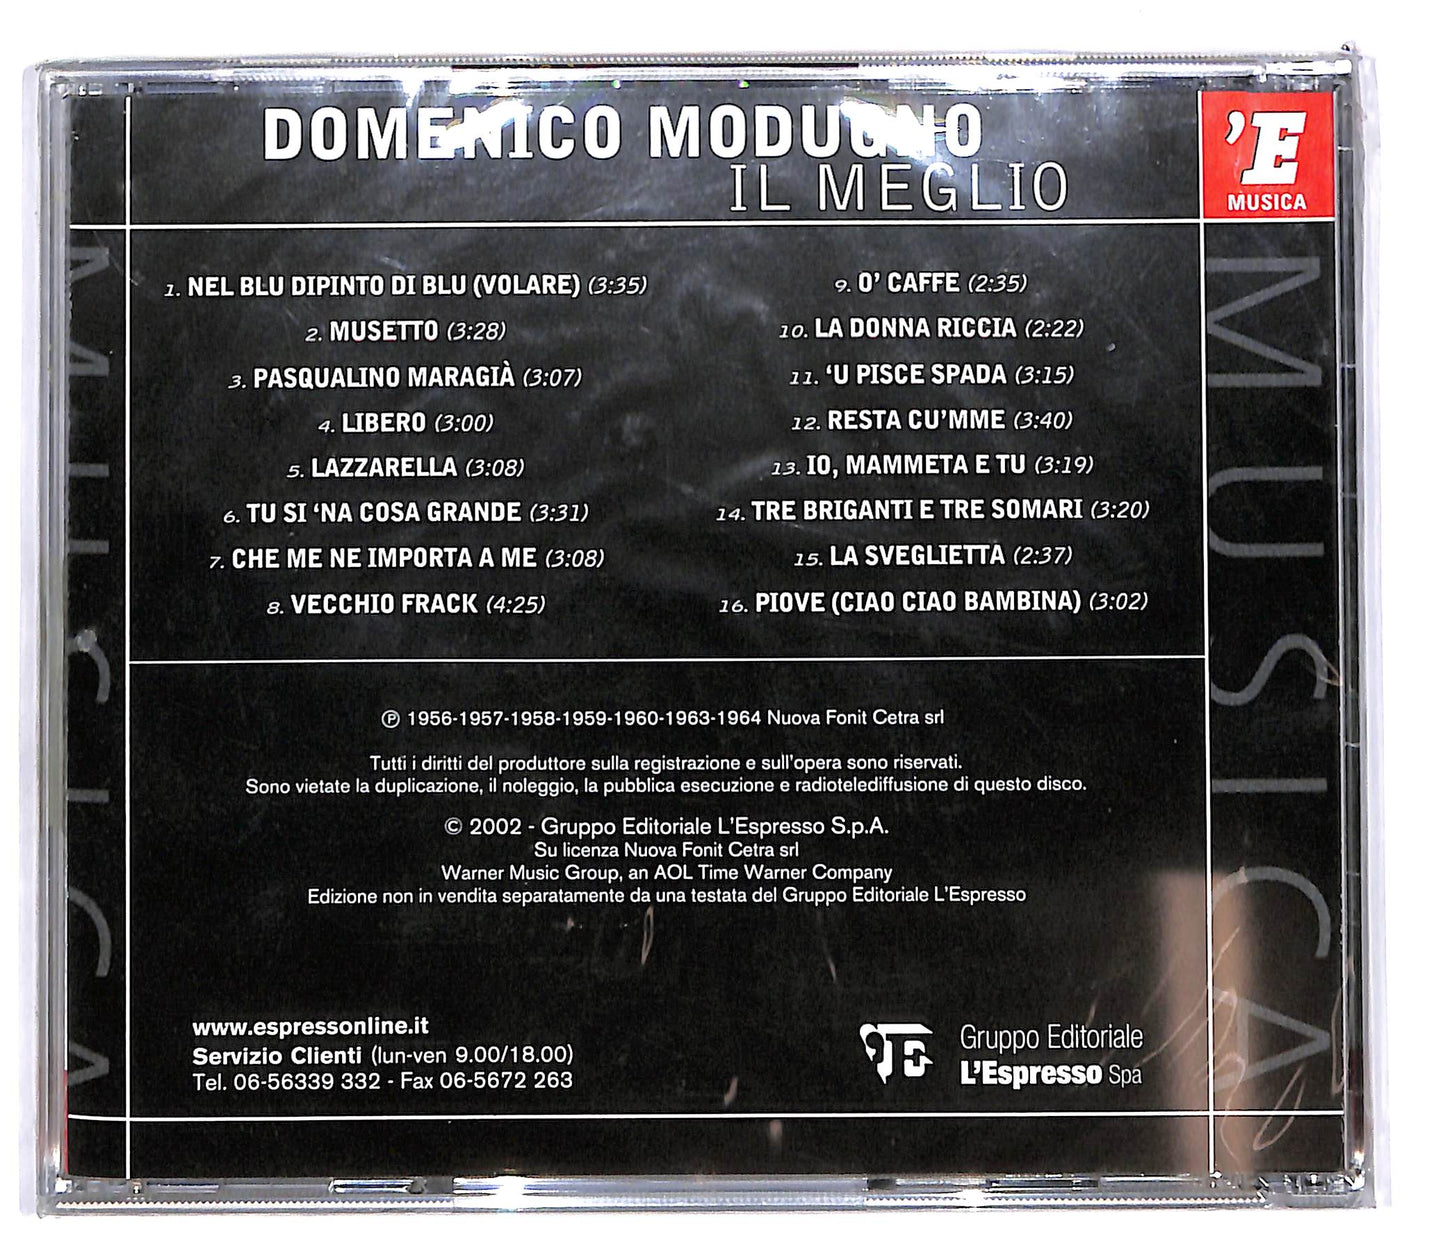 DOMENICO MODUGNO
IL MEGLIO
'E
MUSICA
1. NEL BLU DIPINTO DI BLU (VOLARE) (3:35)
2. MUSETTO (3:28)
3. PASQUALINO MARAGIÀ (3:07)
4. LIBERO (3:00)
5. LAZZARELLA (3:08)
6. TU SI 'NA COSA GRANDE (3:31)
7. CHE ME NE IMPORTA A ME (3:08)
8. VECCHIO FRACK (4:25)
9. O' CAFFE (2:35)
10. LA DONNA RICCIA (2:22)
11. 'U PISCE SPADA (3:15)
12. RESTA CU'MME (3:40)
13. IO, MAMMETA E TU (3:19)
14. TRE BRIGANTI E TRE SOMARI (3:20)
15. LA SVEGLIETTA (2:37)
16. PIOVE (CIAO CIAO BAMBINA) (3:02)
℗ 1956-1957-1958-1959-1960-1963-1964 Nuova Fonit Cetra srl
Tutti i diritti del produttore sulla registrazione e sull'opera sono riservati.
Sono vietate la duplicazione, il noleggio, la pubblica esecuzione e radiotelediffusione di questo disco.
© 2002 - Gruppo Editoriale L'Espresso S.p.A.
Su licenza Nuova Fonit Cetra srl
Warner Music Group, an AOL Time Warner Company
Edizione non in vendita separatamente da una testata del Gruppo Editoriale L'Espresso
www.espressonline.it
Servizio Clienti (lun-ven 9.00/18.00)
Tel. 06-56339 332 - Fax 06-5672 263
'E
Gruppo Editoriale
L'Espresso Spa
MUSICA
MUSICA